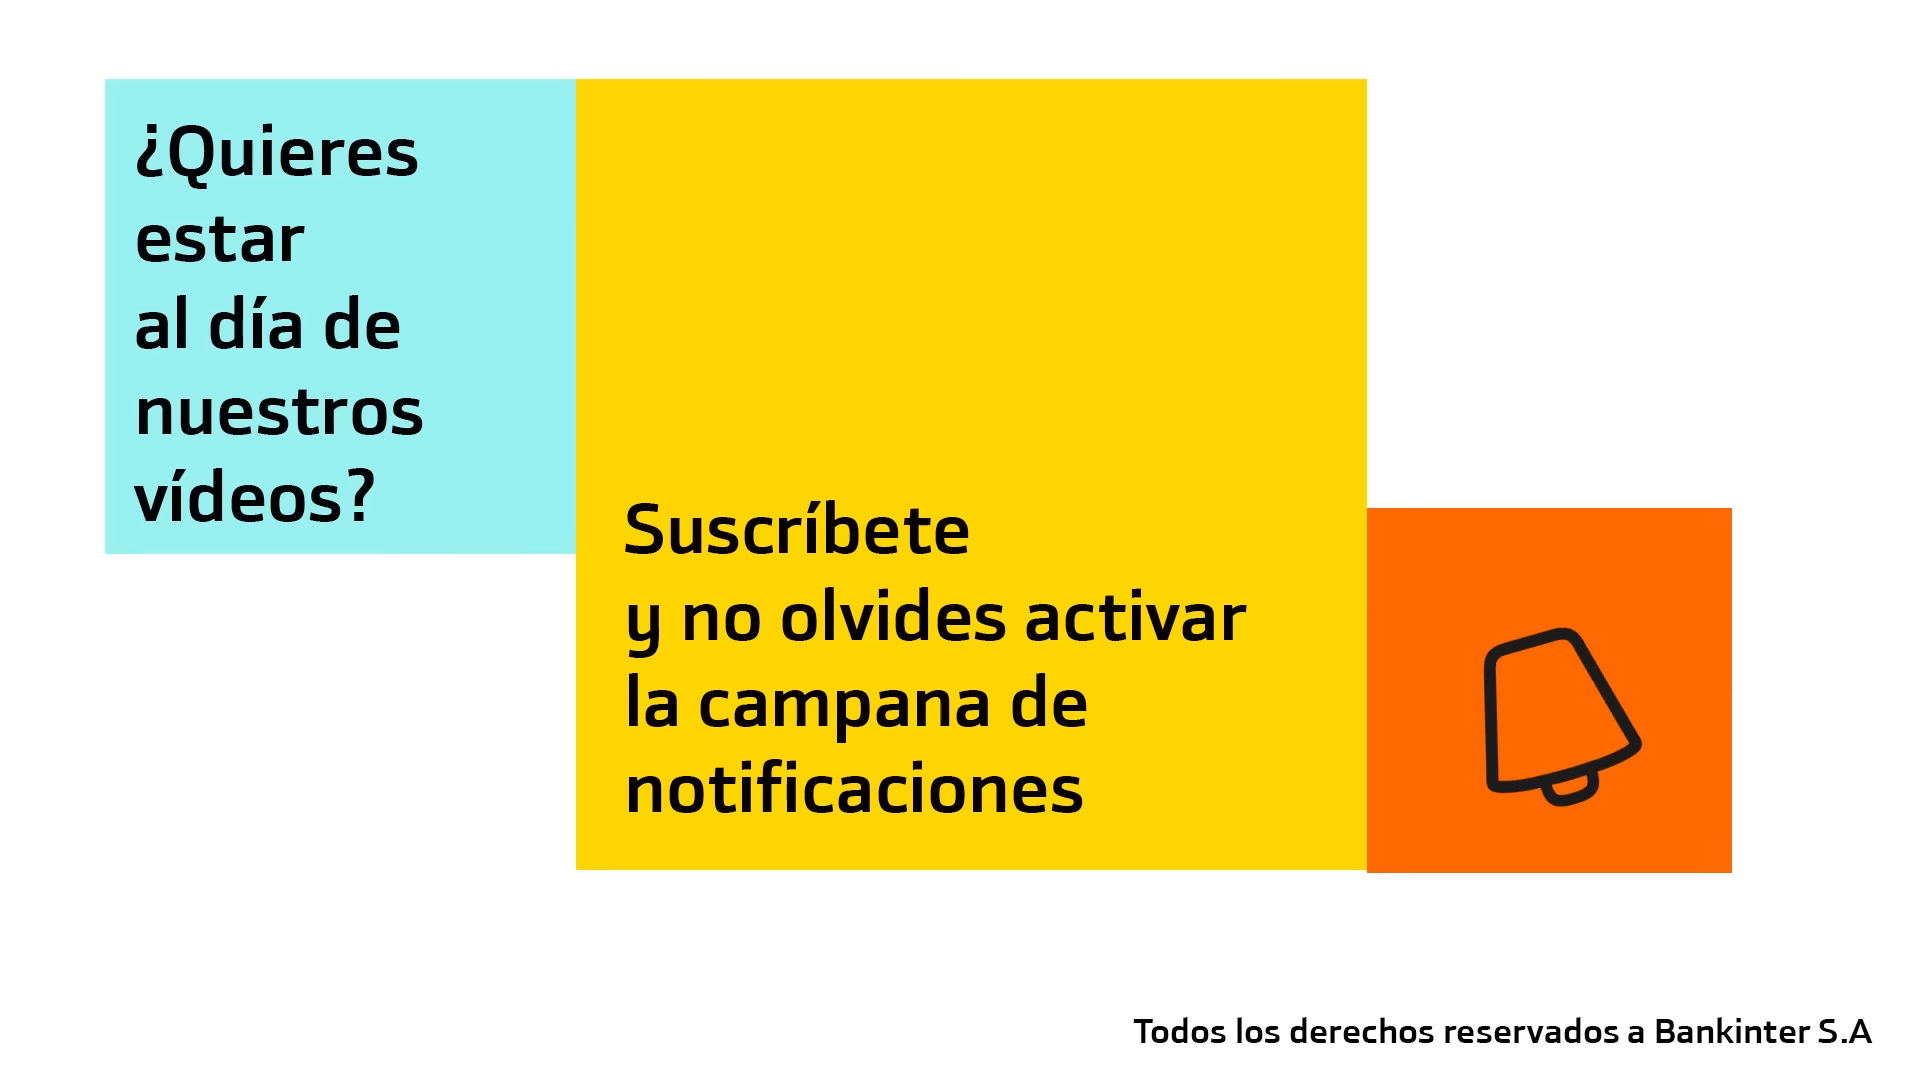 ¿Quieres
estar
al día de
nuestros
vídeos?
Suscríbete
y no olvides activar
la campana de
notificaciones
Todos los derechos reservados a Bankinter S.A